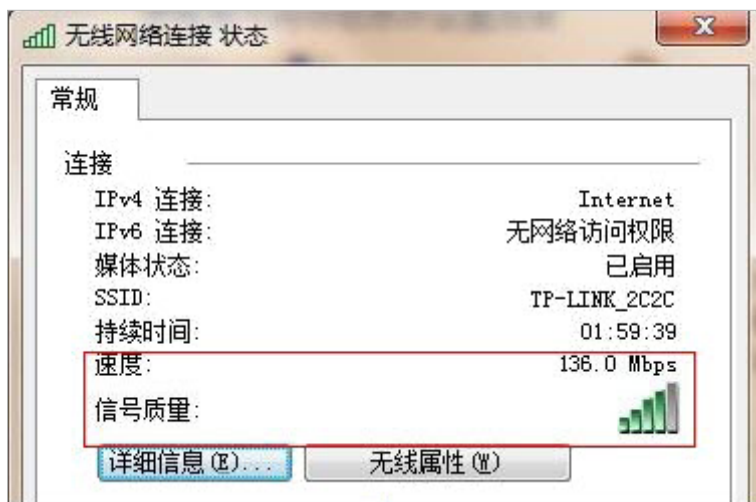 无线网络连接 状态
常规
连接
IPv4 连接: Internet
IPv6 连接: 无网络访问权限
媒体状态: 已启用
SSID: TP-LINK_2C2C
持续时间: 01:59:39
速度: 136.0 Mbps
信号质量:
详细信息(E)... 无线属性(W)